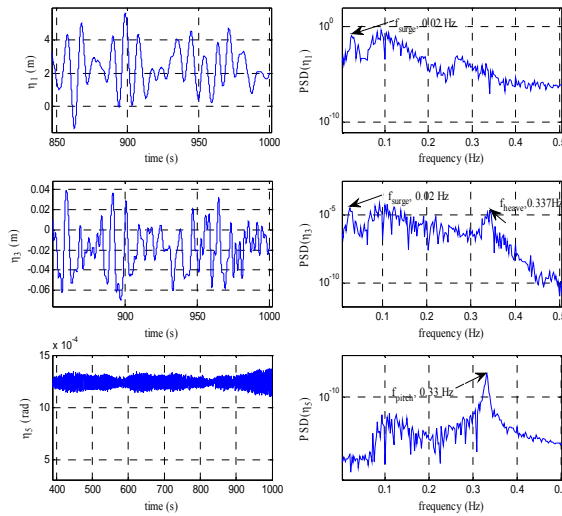 η1 (m)
4
2
0
850
900
950
1000
time (s)
PSD(η1)
10^0
10^-10
f_surge, 0.02 Hz
0.1
0.2
0.3
0.4
0.5
frequency (Hz)
η3 (m)
0.04
0.02
0
-0.02
-0.04
-0.06
900
950
1000
time (s)
PSD(η3)
10^-5
10^-10
f_surge, 0.02 Hz
f_heave, 0.337Hz
0.1
0.2
0.3
0.4
0.5
frequency (Hz)
x 10^-4
η5 (rad)
15
10
5
400
500
600
700
800
900
1000
time (s)
PSD(η5)
10^-10
f_pitch, 0.33 Hz
0.1
0.2
0.3
0.4
0.5
frequency (Hz)